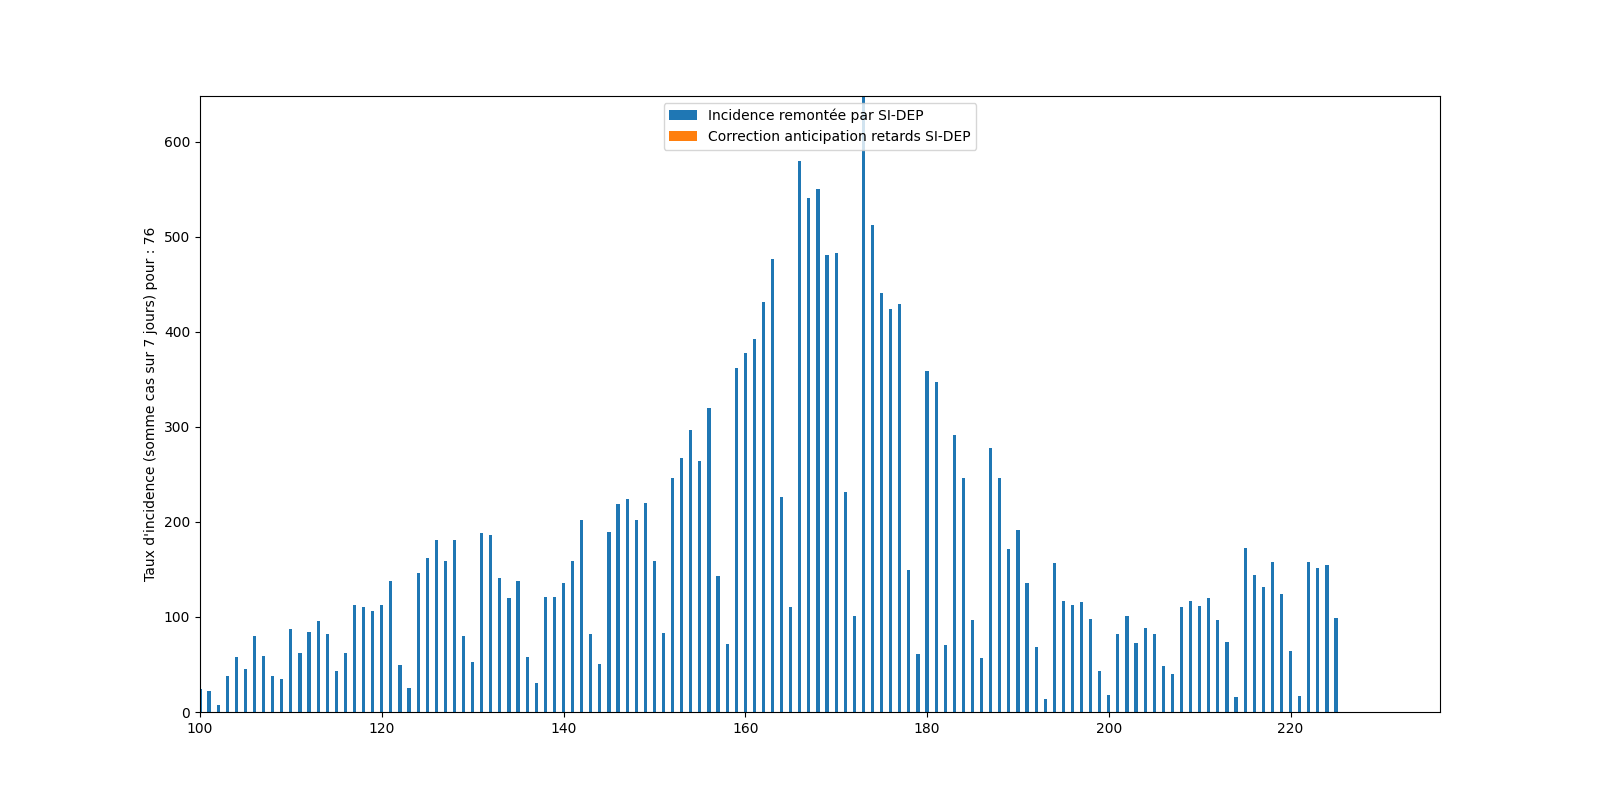 Incidence remontée par SI-DEP
Correction anticipation retards SI-DEP
Taux d'incidence (somme cas sur 7 jours) pour : 76
600
500
400
300
200
100
0
100 120 140 160 180 200 220